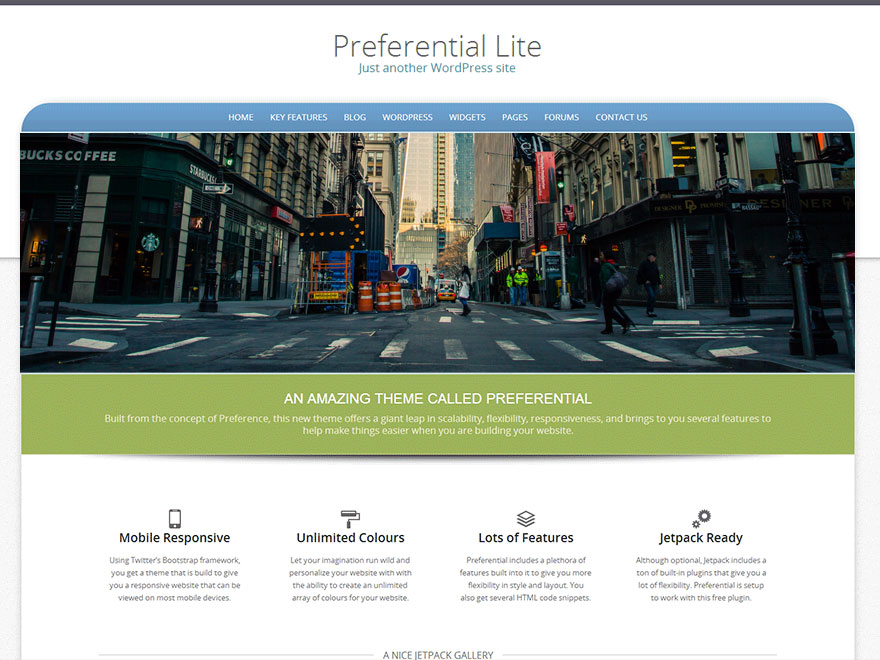 Preferential Lite
Just another WordPress site
HOME KEY FEATURES BLOG WORDPRESS WIDGETS PAGES FORUMS CONTACT US
BUCKS COFFEE
STARBUCKS
AN AMAZING THEME CALLED PREFERENTIAL
Built from the concept of Preference, this new theme offers a giant leap in scalability, flexibility, responsiveness, and brings to you several features to
help make things easier when you are building your website.
Mobile Responsive
Using Twitter's Bootstrap framework,
you get a theme that is build to give
you a responsive website that can be
viewed on most mobile devices.
Unlimited Colours
Let your imagination run wild and
personalize your website with with
the ability to create an unlimited
array of colours for your website.
Lots of Features
Preferential includes a plethora of
features built into it to give you more
flexibility in style and layout. You
also get several HTML code snippets.
Jetpack Ready
Although optional, Jetpack includes a
ton of built-in plugins that give you a
lot of flexibility. Preferential is setup
to work with this free plugin.
A NICE JETPACK GALLERY